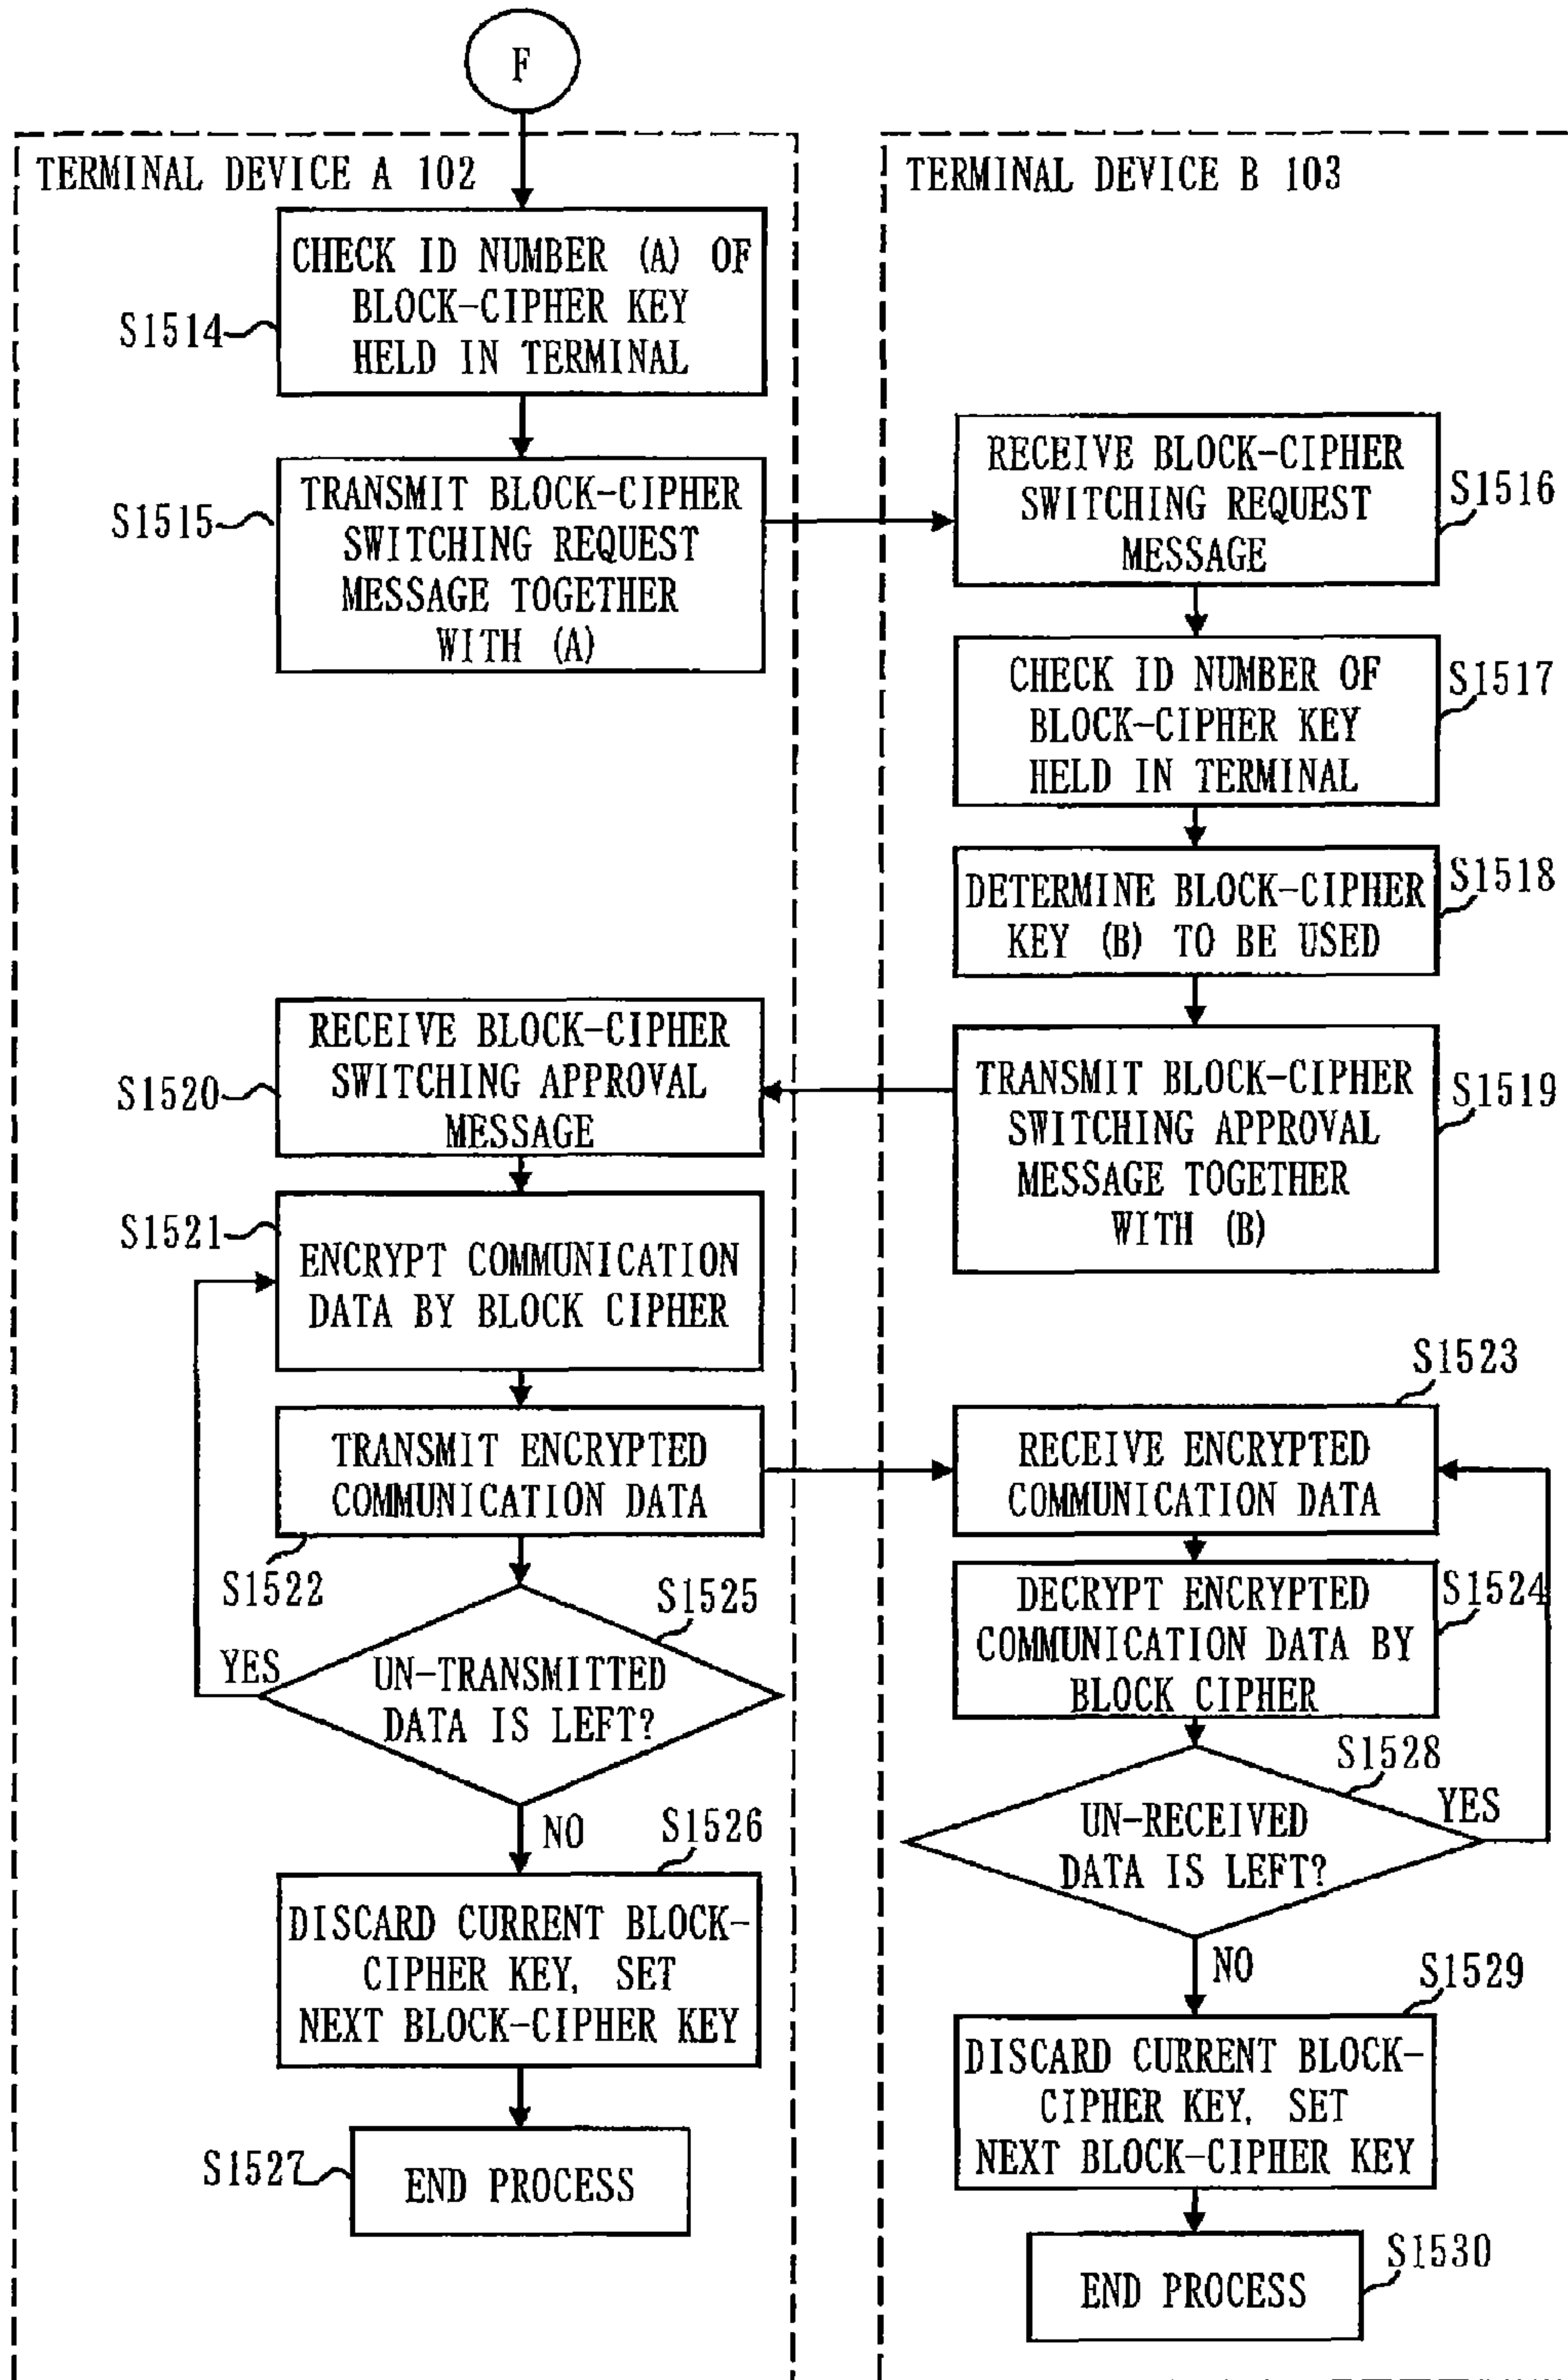 F
TERMINAL DEVICE A 102
CHECK ID NUMBER (A) OF
BLOCK-CIPHER KEY
HELD IN TERMINAL
S1514
TRANSMIT BLOCK-CIPHER
SWITCHING REQUEST
MESSAGE TOGETHER
WITH (A)
S1515
TERMINAL DEVICE B 103
RECEIVE BLOCK-CIPHER
SWITCHING REQUEST
MESSAGE
S1516
CHECK ID NUMBER OF
BLOCK-CIPHER KEY
HELD IN TERMINAL
S1517
DETERMINE BLOCK-CIPHER
KEY (B) TO BE USED
S1518
TRANSMIT BLOCK-CIPHER
SWITCHING APPROVAL
MESSAGE TOGETHER
WITH (B)
S1519
RECEIVE BLOCK-CIPHER
SWITCHING APPROVAL
MESSAGE
S1520
S1521
ENCRYPT COMMUNICATION
DATA BY BLOCK CIPHER
TRANSMIT ENCRYPTED
COMMUNICATION DATA
S1522
S1523
RECEIVE ENCRYPTED
COMMUNICATION DATA
DECRYPT ENCRYPTED
COMMUNICATION DATA BY
BLOCK CIPHER
S1524
S1525
YES
UN-TRANSMITTED
DATA IS LEFT?
NO
S1526
DISCARD CURRENT BLOCK-
CIPHER KEY, SET
NEXT BLOCK-CIPHER KEY
S1527
END PROCESS
S1528
YES
UN-RECEIVED
DATA IS LEFT?
NO
S1529
DISCARD CURRENT BLOCK-
CIPHER KEY, SET
NEXT BLOCK-CIPHER KEY
S1530
END PROCESS